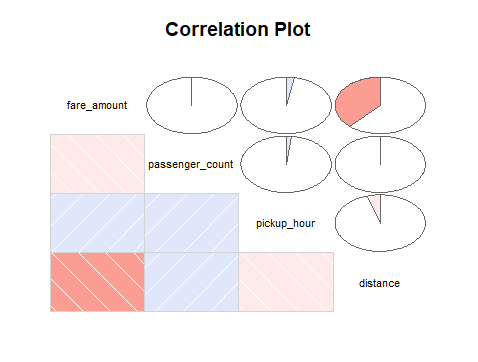 Correlation Plot
fare_amount
passenger_count
pickup_hour
distance